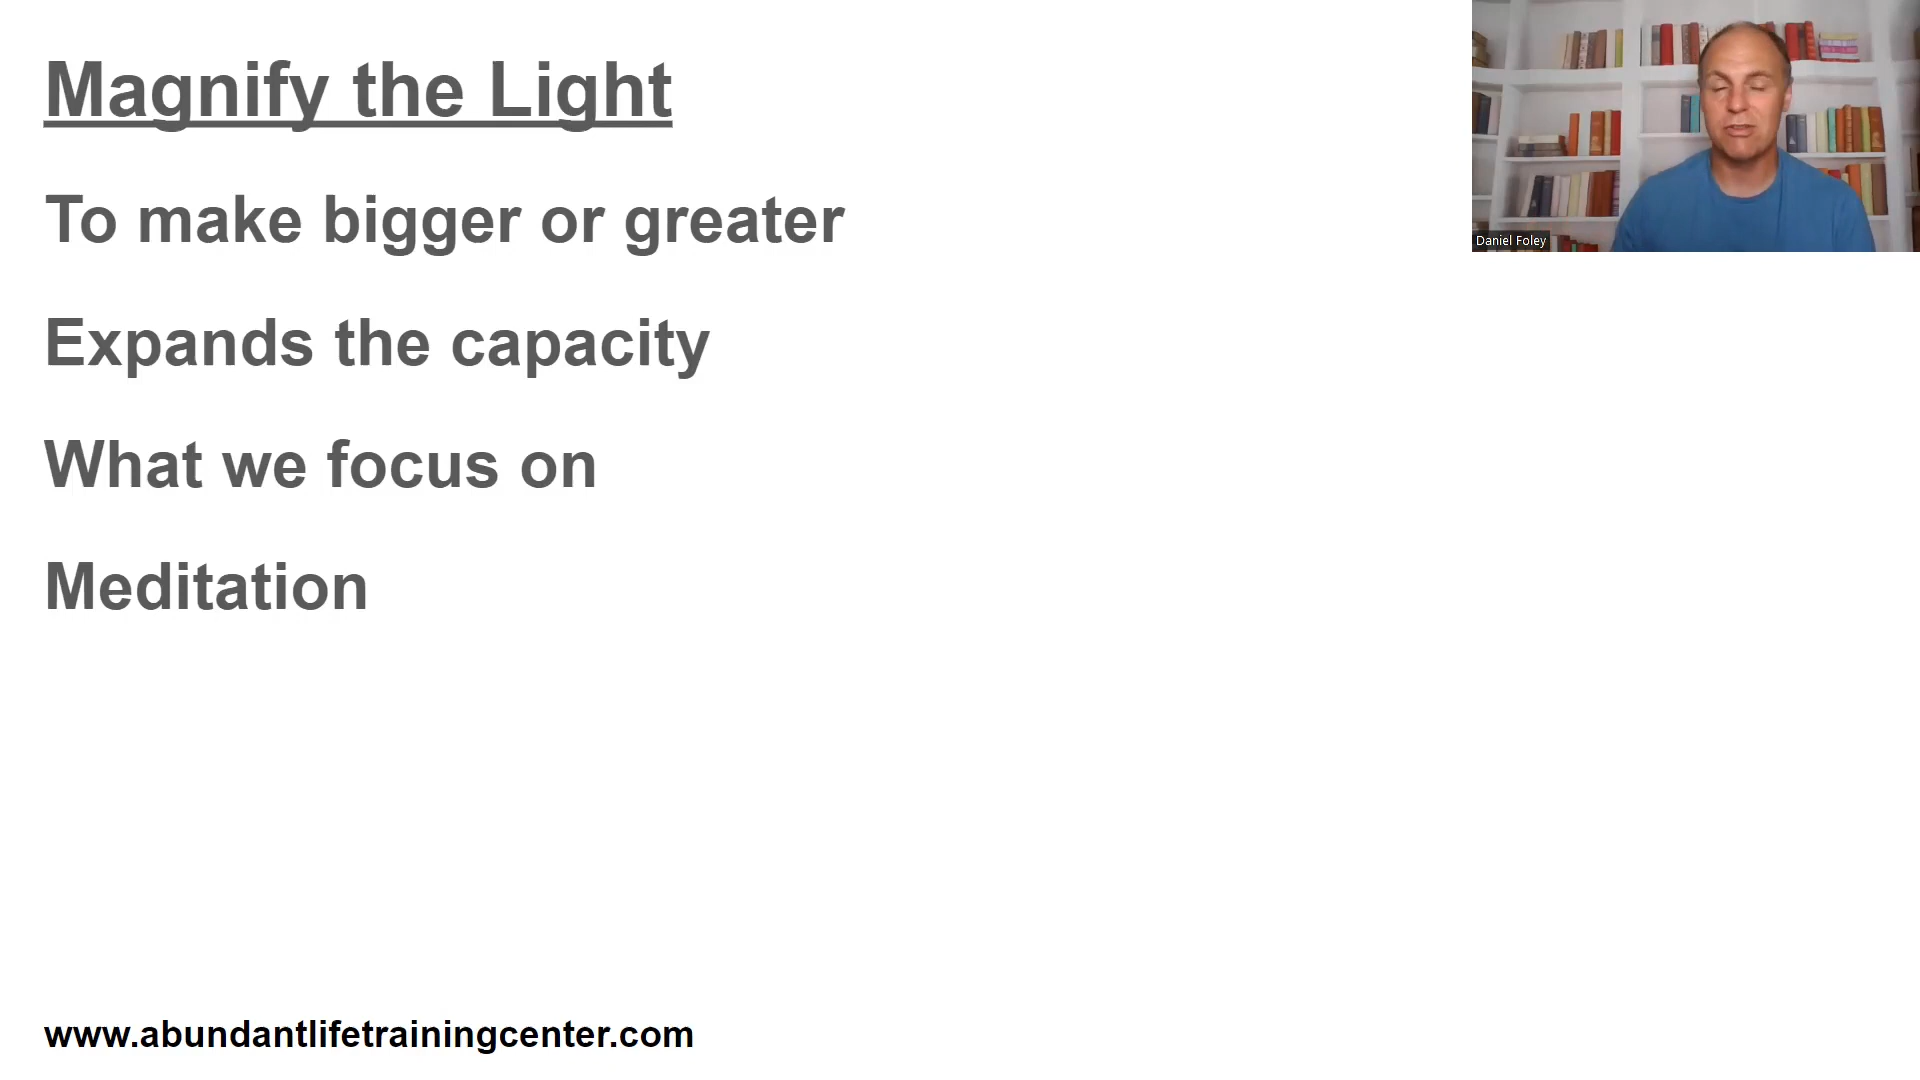 Magnify the Light
To make bigger or greater
Expands the capacity
What we focus on
Meditation
Daniel Foley
www.abundantlifetrainingcenter.com